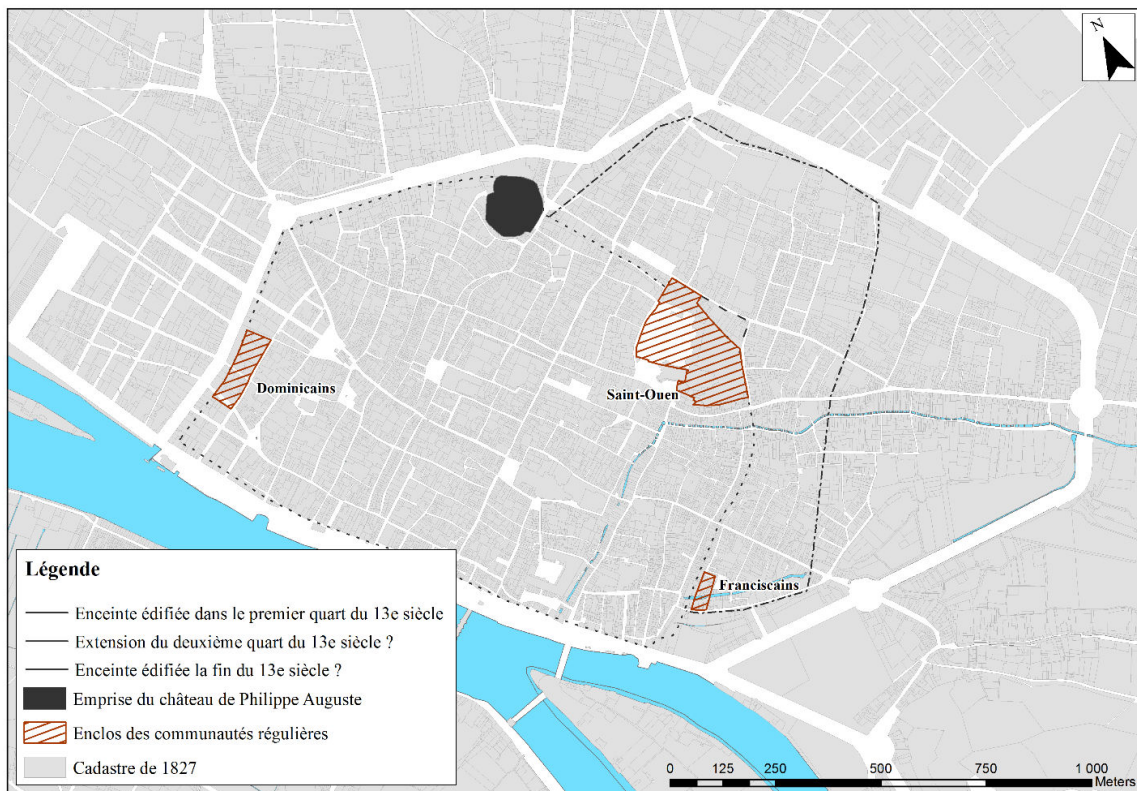 N
Dominicains
Saint-Ouen
Franciscains
Légende
Enceinte édifiée dans le premier quart du 13e siècle
Extension du deuxième quart du 13e siècle ?
Enceinte édifiée la fin du 13e siècle ?
Emprise du château de Philippe Auguste
Enclos des communautés régulières
Cadastre de 1827
0 125 250 500 750 1 000
Meters